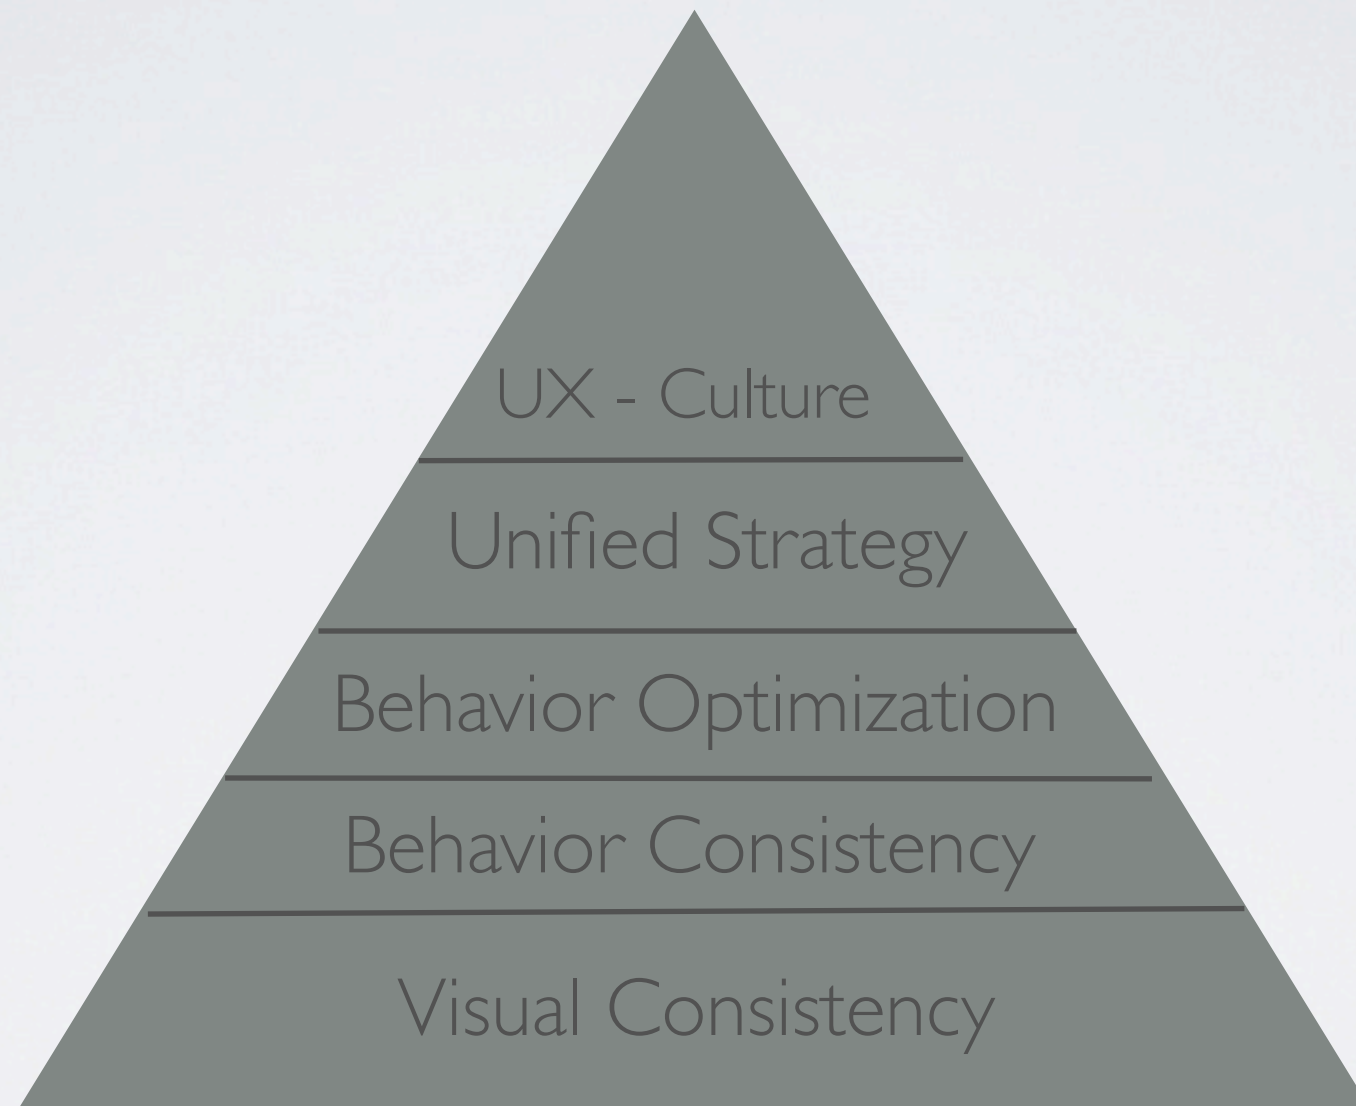 UX - Culture
Unified Strategy
Behavior Optimization
Behavior Consistency
Visual Consistency